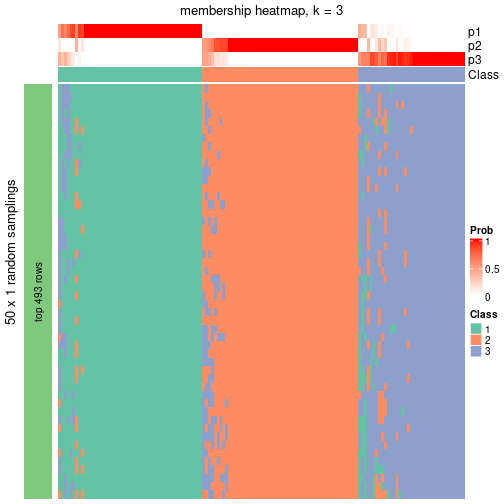 membership heatmap, k = 3
p1
p2
p3
Class
50 x 1 random samplings
top 493 rows
Prob
1
0.5
0
Class
1
2
3